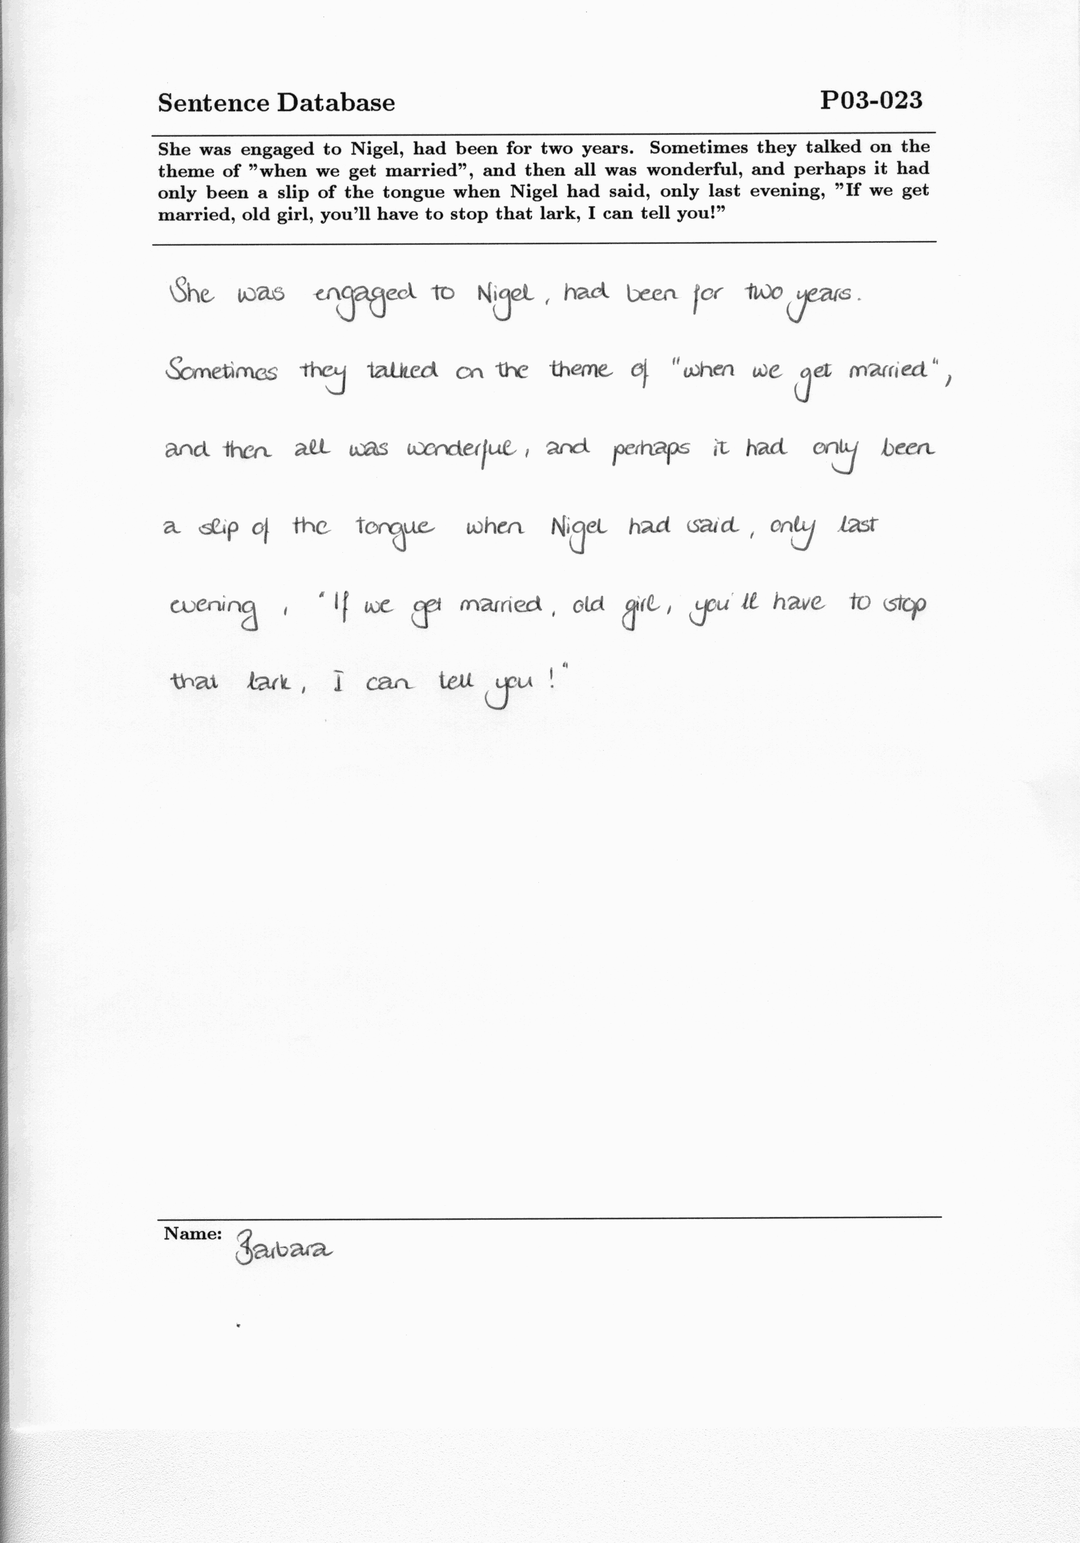 Sentence Database P03-023
She was engaged to Nigel, had been for two years. Sometimes they talked on the
theme of ”when we get married”, and then all was wonderful, and perhaps it had
only been a slip of the tongue when Nigel had said, only last evening, ”If we get
married, old girl, you’ll have to stop that lark, I can tell you!”
She was engaged to Nigel, had been for two years.
Sometimes they talked on the theme of "when we get married",
and then all was wonderful, and perhaps it had only been
a slip of the tongue when Nigel had said, only last
evening, "If we get married, old girl, you'll have to stop
that lark, I can tell you!"
Name: Barbara